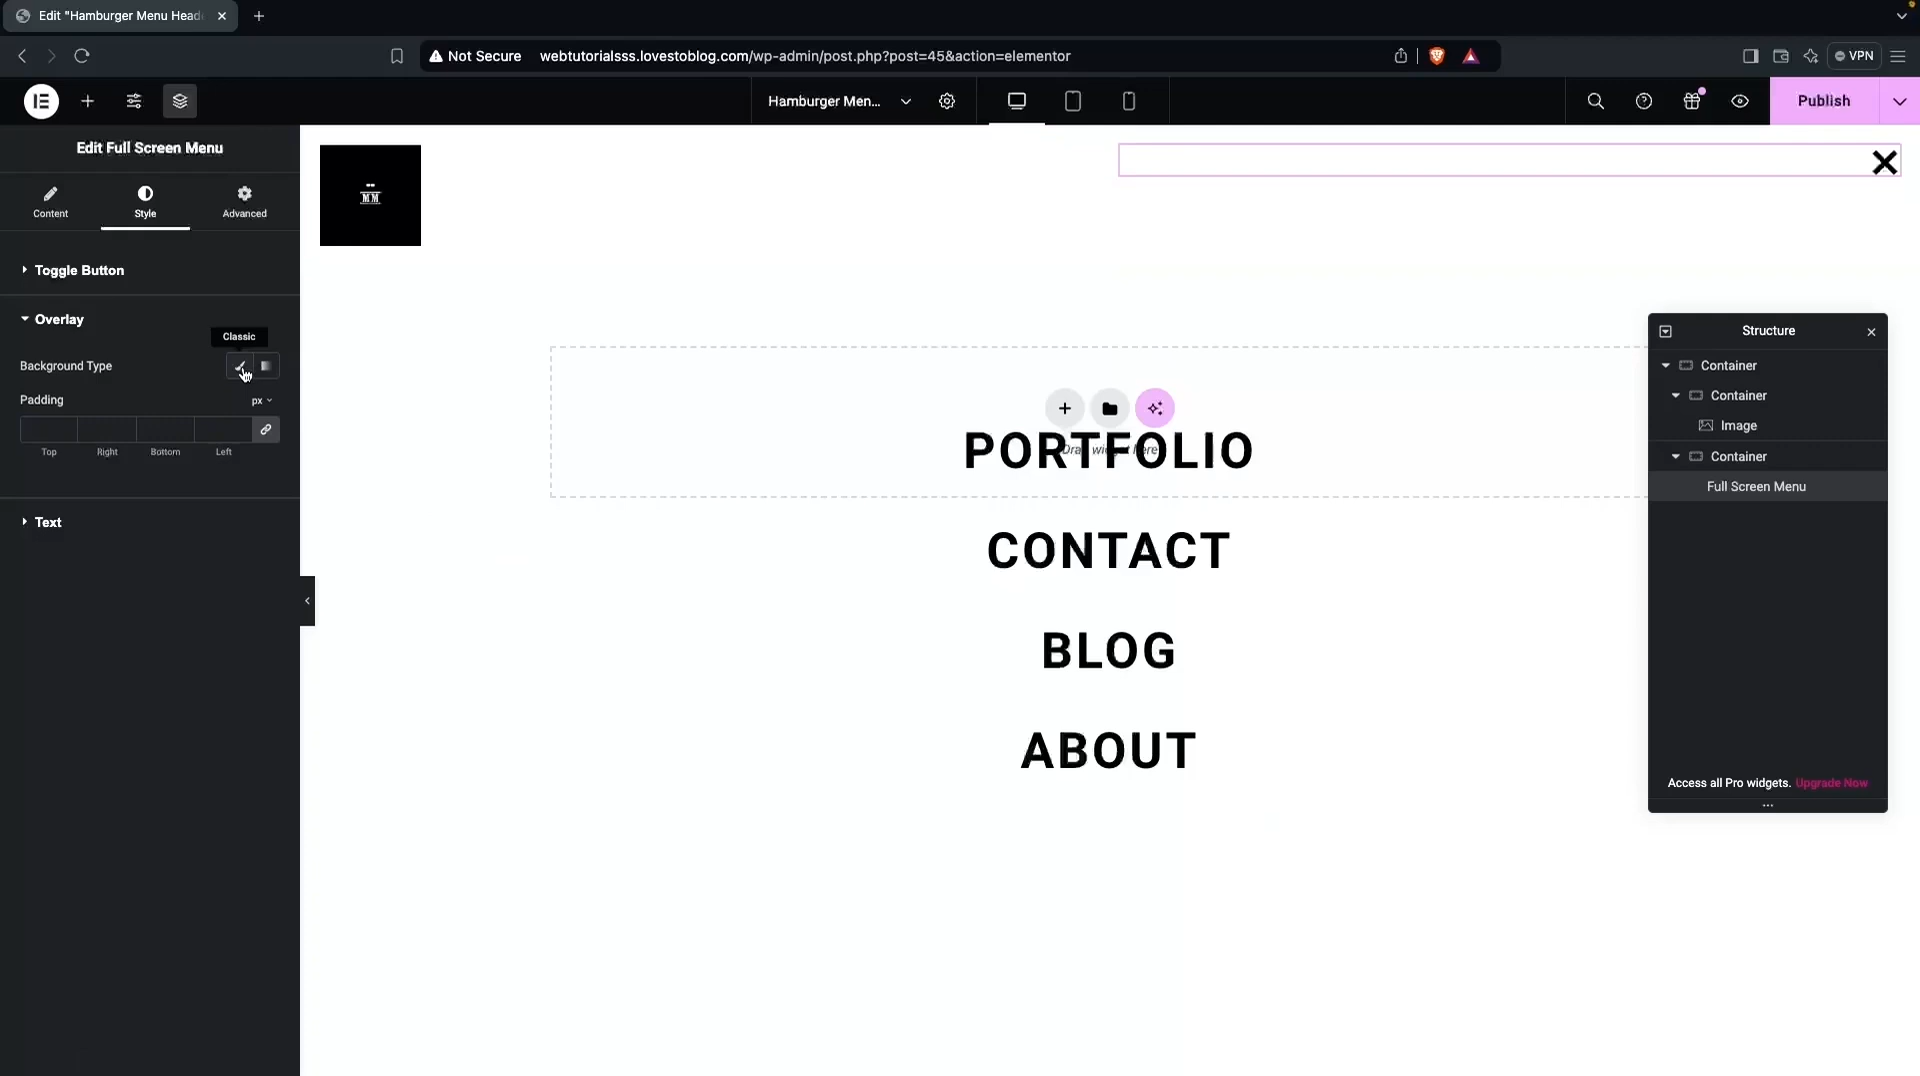 Edit "Hamburger Menu Head
Not Secure
webtutorialsss.lovestoblog.com/wp-admin/post.php?post=45&action=elementor
VPN
Hamburger Men...
Publish
Edit Full Screen Menu
Content
Style
Advanced
MM
Toggle Button
Overlay
Classic
Background Type
Padding
px
Top
Right
Bottom
Left
Text
PORTFOLIO
CONTACT
BLOG
ABOUT
Structure
Container
Container
Image
Container
Full Screen Menu
Access all Pro widgets. Upgrade Now